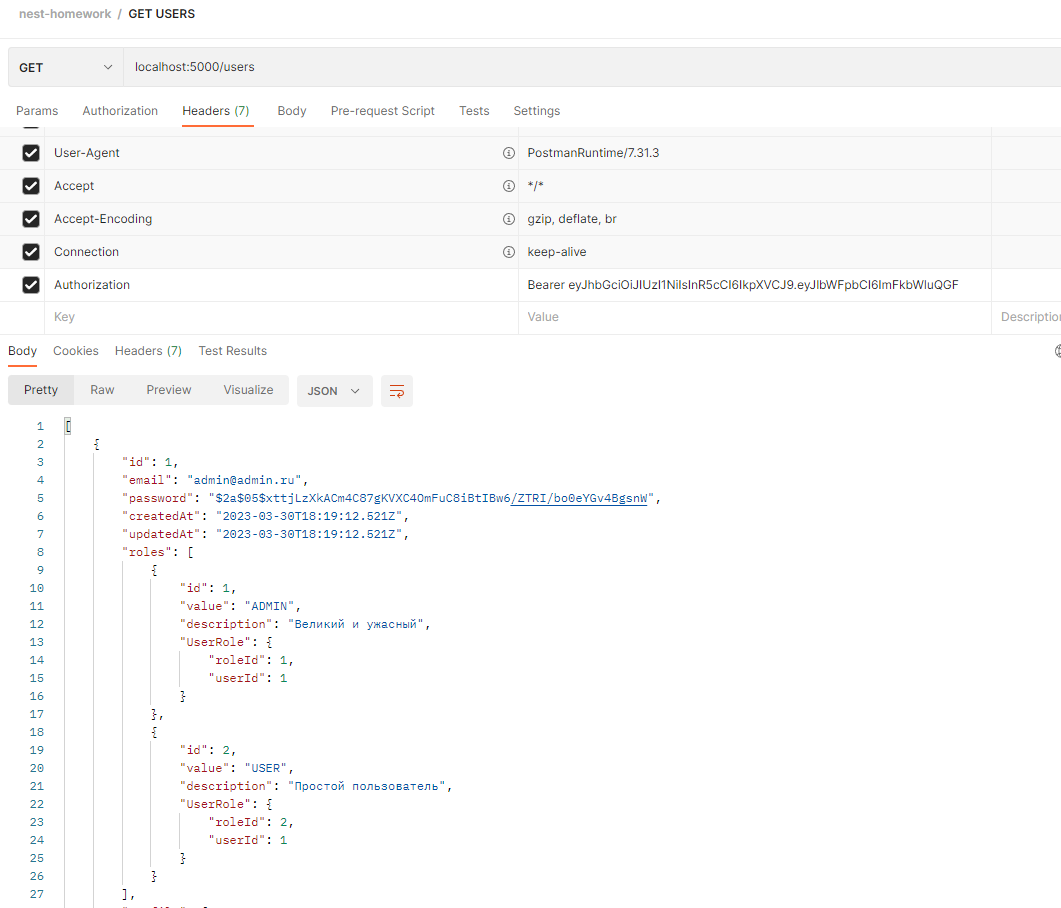 nest-homework / GET USERS
GET localhost:5000/users
Params Authorization Headers (7) Body Pre-request Script Tests Settings
User-Agent PostmanRuntime/7.31.3
Accept */*
Accept-Encoding gzip, deflate, br
Connection keep-alive
Authorization Bearer eyJhbGciOiJIUzI1NiIsInR5cCI6IkpXVCJ9.eyJlbWFpbCI6ImFkbWluQGF
Key Value Description
Body Cookies Headers (7) Test Results
Pretty Raw Preview Visualize JSON
1 [
2 {
3 "id": 1,
4 "email": "admin@admin.ru",
5 "password": "$2a$05$xttjLzXkACm4C87gKVXC4OmFuC8iBtIBw6/ZTRI/bo0eYGv4BgsnW",
6 "createdAt": "2023-03-30T18:19:12.521Z",
7 "updatedAt": "2023-03-30T18:19:12.521Z",
8 "roles": [
9 {
10 "id": 1,
11 "value": "ADMIN",
12 "description": "Великий и ужасный",
13 "UserRole": {
14 "roleId": 1,
15 "userId": 1
16 }
17 },
18 {
19 "id": 2,
20 "value": "USER",
21 "description": "Простой пользователь",
22 "UserRole": {
23 "roleId": 2,
24 "userId": 1
25 }
26 }
27 ],